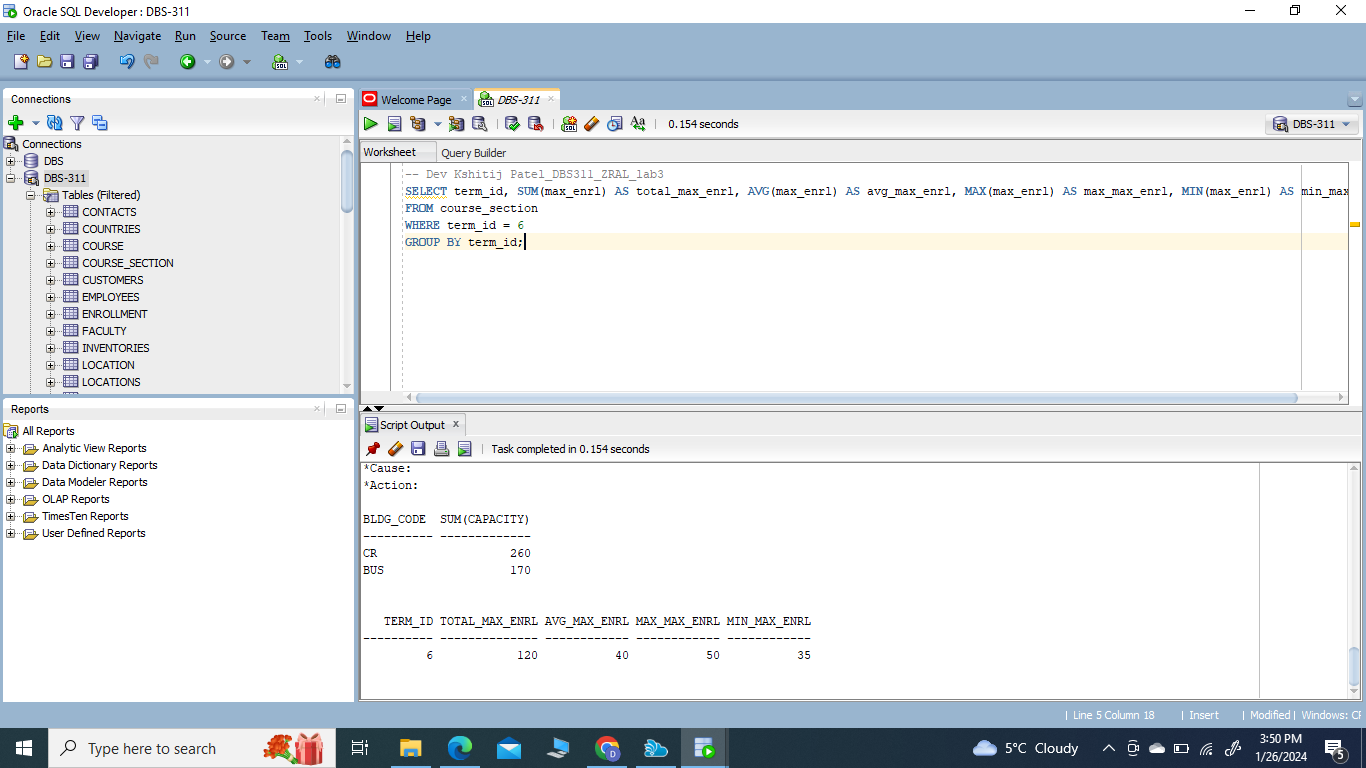 Oracle SQL Developer : DBS-311
File Edit View Navigate Run Source Team Tools Window Help
Connections
Connections
DBS
DBS-311
Tables (Filtered)
CONTACTS
COUNTRIES
COURSE
COURSE_SECTION
CUSTOMERS
EMPLOYEES
ENROLLMENT
FACULTY
INVENTORIES
LOCATION
LOCATIONS
Reports
All Reports
Analytic View Reports
Data Dictionary Reports
Data Modeler Reports
OLAP Reports
TimesTen Reports
User Defined Reports
Welcome Page DBS-311
0.154 seconds DBS-311
Worksheet Query Builder
-- Dev Kshitij Patel_DBS311_ZRAL_lab3
SELECT term_id, SUM(max_enrl) AS total_max_enrl, AVG(max_enrl) AS avg_max_enrl, MAX(max_enrl) AS max_max_enrl, MIN(max_enrl) AS min_max
FROM course_section
WHERE term_id = 6
GROUP BY term_id;
Script Output
Task completed in 0.154 seconds
*Cause:
*Action:
BLDG_CODE SUM(CAPACITY)
---------- -------------
CR 260
BUS 170
TERM_ID TOTAL_MAX_ENRL AVG_MAX_ENRL MAX_MAX_ENRL MIN_MAX_ENRL
---------- -------------- ------------ ------------ ------------
6 120 40 50 35
| Line 5 Column 18 | Insert | Modified | Windows: CF
Type here to search
5°C Cloudy
3:50 PM
1/26/2024
5